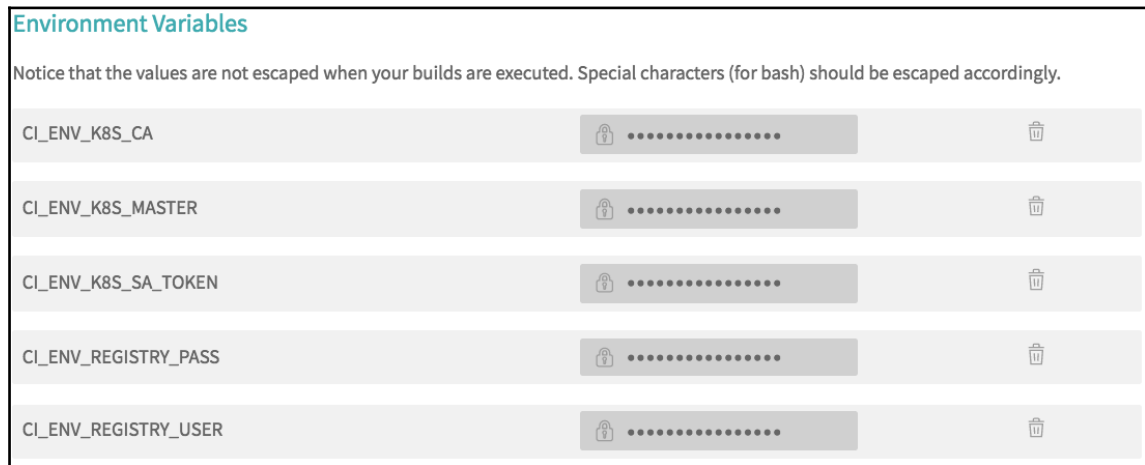 Environment Variables
Notice that the values are not escaped when your builds are executed. Special characters (for bash) should be escaped accordingly.
CI_ENV_K8S_CA ••••••••••••••••
CI_ENV_K8S_MASTER ••••••••••••••••
CI_ENV_K8S_SA_TOKEN ••••••••••••••••
CI_ENV_REGISTRY_PASS ••••••••••••••••
CI_ENV_REGISTRY_USER ••••••••••••••••